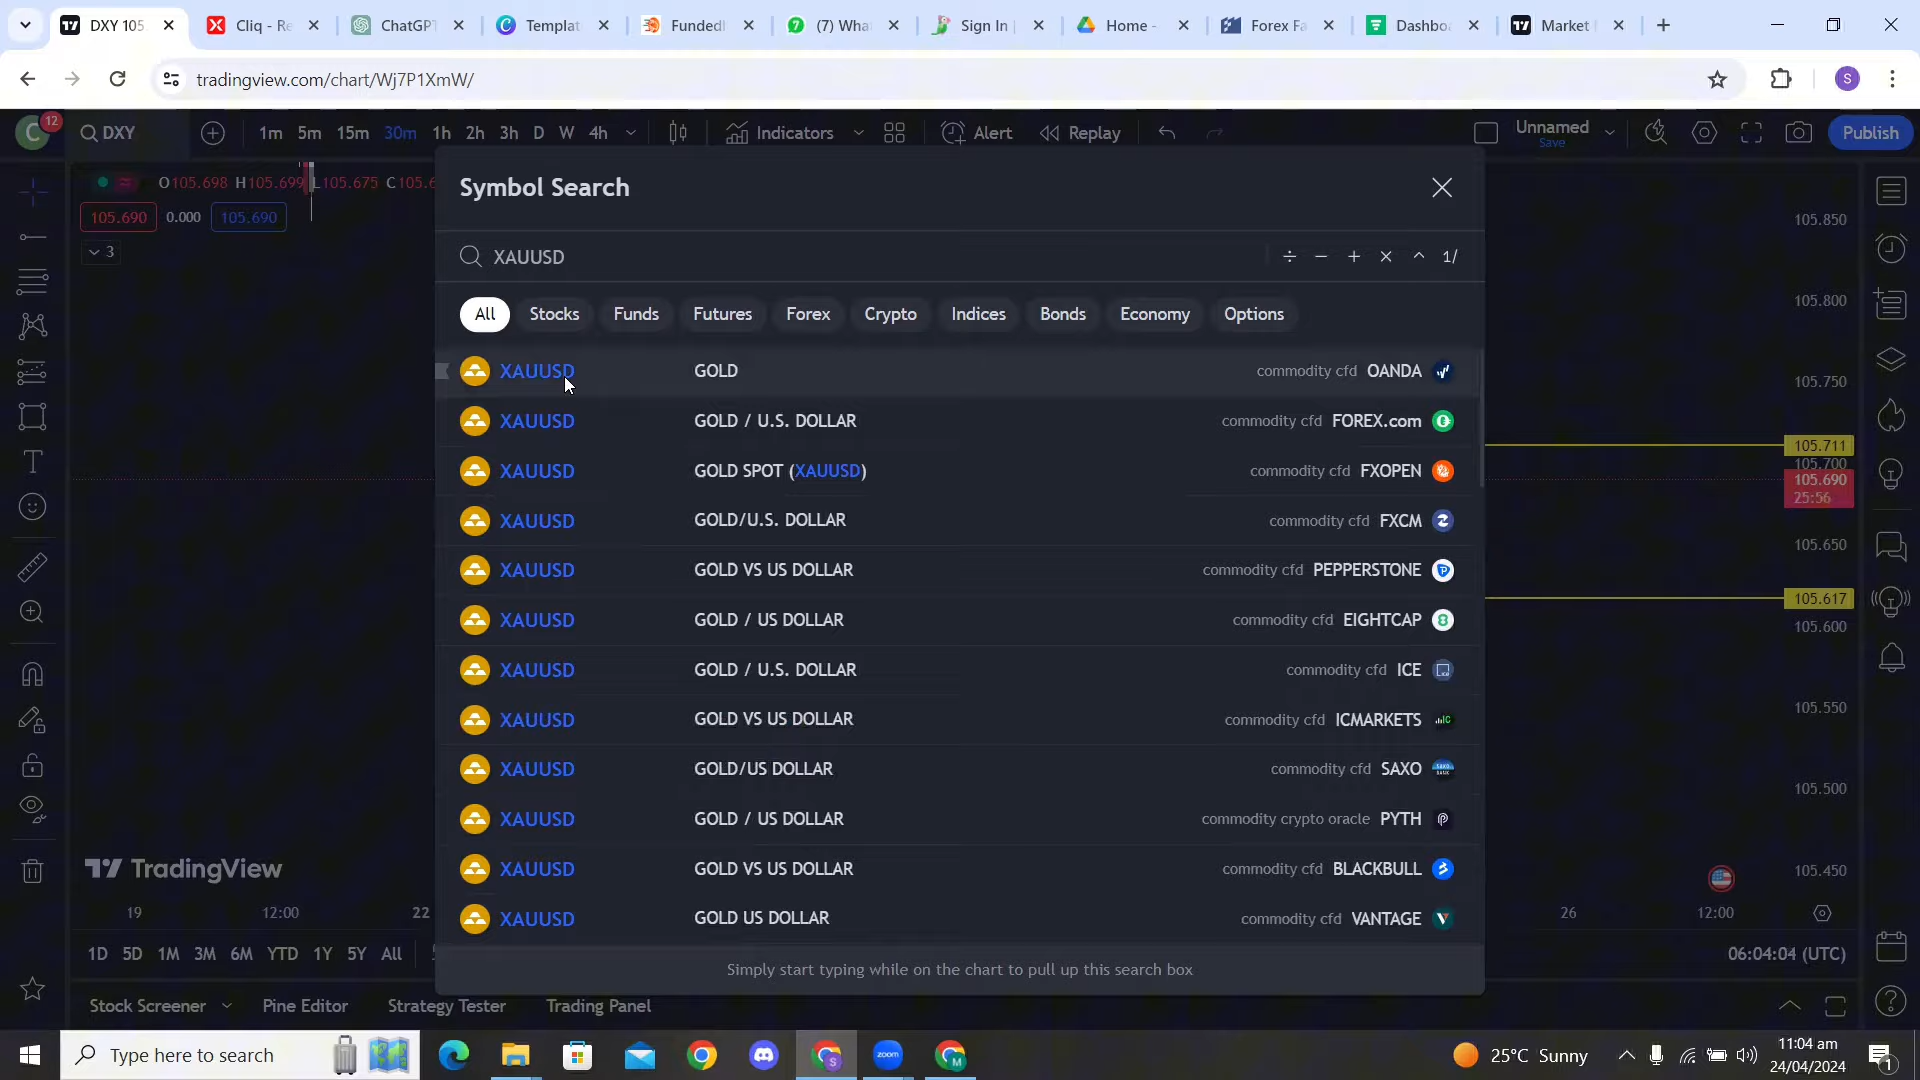 DXY 105. Cliq - Re ChatGPT Templat Funded (7) Wha Sign In | Home - Forex Fa Dashbo Market
tradingview.com/chart/Wj7P1XmW/ S
C 12 DXY 1m 5m 15m 30m 1h 2h 3h D W 4h Indicators Alert Replay Unnamed Save Publish
O105.698 H105.699 L105.675 C105.6
105.690 0.000 105.690
3
Symbol Search
XAUUSD ÷ − + × ^ 1/
All Stocks Funds Futures Forex Crypto Indices Bonds Economy Options
XAUUSD GOLD commodity cfd OANDA
XAUUSD GOLD / U.S. DOLLAR commodity cfd FOREX.com
XAUUSD GOLD SPOT (XAUUSD) commodity cfd FXOPEN
XAUUSD GOLD/U.S. DOLLAR commodity cfd FXCM
XAUUSD GOLD VS US DOLLAR commodity cfd PEPPERSTONE
XAUUSD GOLD / US DOLLAR commodity cfd EIGHTCAP
XAUUSD GOLD / U.S. DOLLAR commodity cfd ICE
XAUUSD GOLD VS US DOLLAR commodity cfd ICMARKETS
XAUUSD GOLD/US DOLLAR commodity cfd SAXO
XAUUSD GOLD / US DOLLAR commodity crypto oracle PYTH
XAUUSD GOLD VS US DOLLAR commodity cfd BLACKBULL
XAUUSD GOLD US DOLLAR commodity cfd VANTAGE
Simply start typing while on the chart to pull up this search box
105.850
105.800
105.750
105.711
105.700
105.690
25:56
105.650
105.617
105.600
105.550
105.500
105.450
TradingView
19 12:00 22 26 12:00
1D 5D 1M 3M 6M YTD 1Y 5Y All 06:04:04 (UTC)
Stock Screener Pine Editor Strategy Tester Trading Panel
Type here to search zoom 25°C Sunny 11:04 am
24/04/2024 1